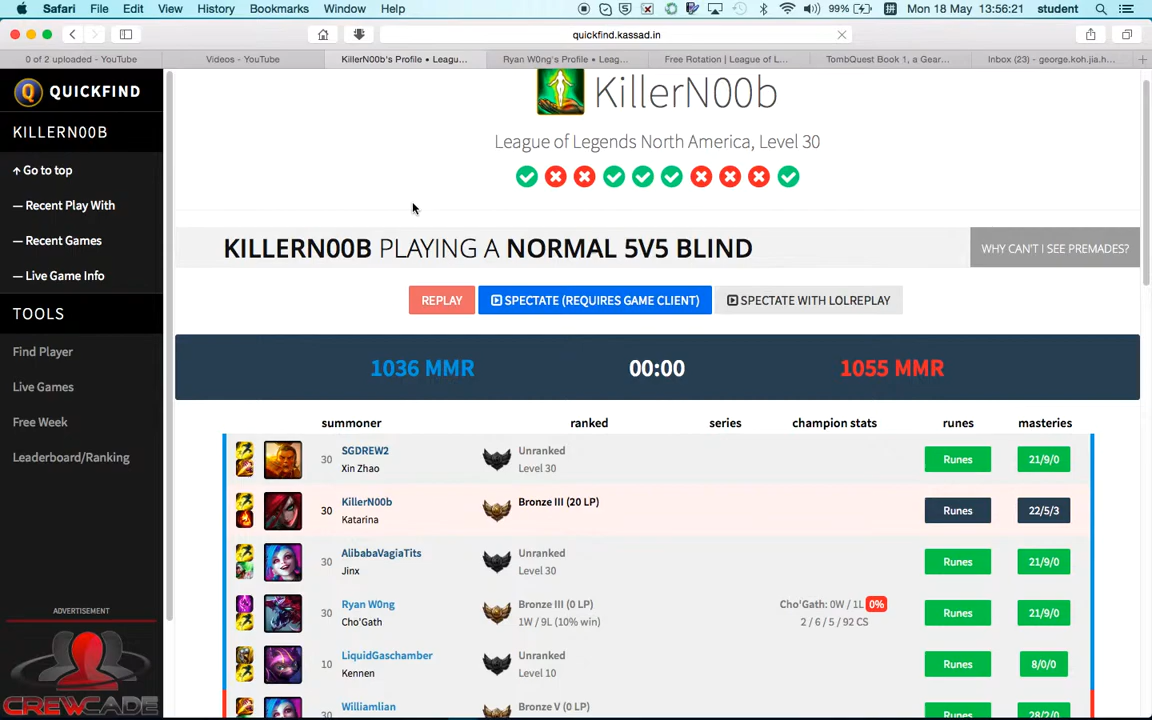 Safari File Edit View History Bookmarks Window Help 99% Mon 18 May 13:56:21 student
quickfind.kassad.in
0 of 2 uploaded - YouTube Videos - YouTube KillerN00b's Profile • Leagu... Ryan W0ng's Profile • Leag... Free Rotation | League of L... TombQuest Book 1, a Gear... Inbox (23) - george.koh.jia.h...
QUICKFIND
KILLERN00B
↑ Go to top
— Recent Play With
— Recent Games
— Live Game Info
TOOLS
Find Player
Live Games
Free Week
Leaderboard/Ranking
ADVERTISEMENT
CREWCADE
KillerN00b
League of Legends North America, Level 30
KILLERN00B PLAYING A NORMAL 5V5 BLIND
WHY CAN'T I SEE PREMADES?
REPLAY SPECTATE (REQUIRES GAME CLIENT) SPECTATE WITH LOLREPLAY
1036 MMR 00:00 1055 MMR
summoner ranked series champion stats runes masteries
30 SGDREW2 Unranked Runes 21/9/0
Xin Zhao Level 30
30 KillerN00b Bronze III (20 LP) Runes 22/5/3
Katarina
30 AlibabaVagiaTits Unranked Runes 21/9/0
Jinx Level 30
30 Ryan W0ng Bronze III (0 LP) Cho'Gath: 0W / 1L 0% Runes 21/9/0
Cho'Gath 1W / 9L (10% win) 2 / 6 / 5 / 92 CS
10 LiquidGaschamber Unranked Runes 8/0/0
Kennen Level 10
30 Williamlian Bronze V (0 LP) Runes 28/2/0